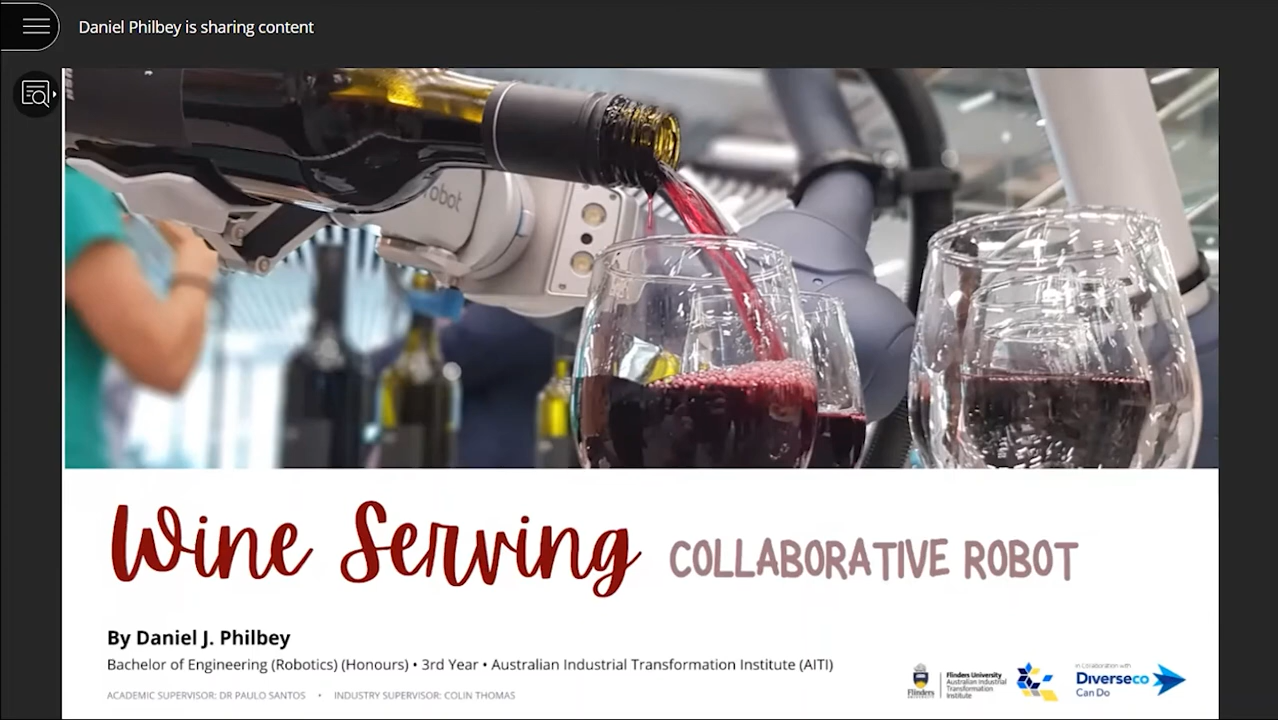 Daniel Philbey is sharing content
robot
Wine Serving COLLABORATIVE ROBOT
By Daniel J. Philbey
Bachelor of Engineering (Robotics) (Honours) • 3rd Year • Australian Industrial Transformation Institute (AITI)
ACADEMIC SUPERVISOR: DR PAULO SANTOS • INDUSTRY SUPERVISOR: COLIN THOMAS
Flinders
UNIVERSITY
Flinders University
Australian Industrial
Transformation
Institute
in Collaboration with
Diverseco
Can Do